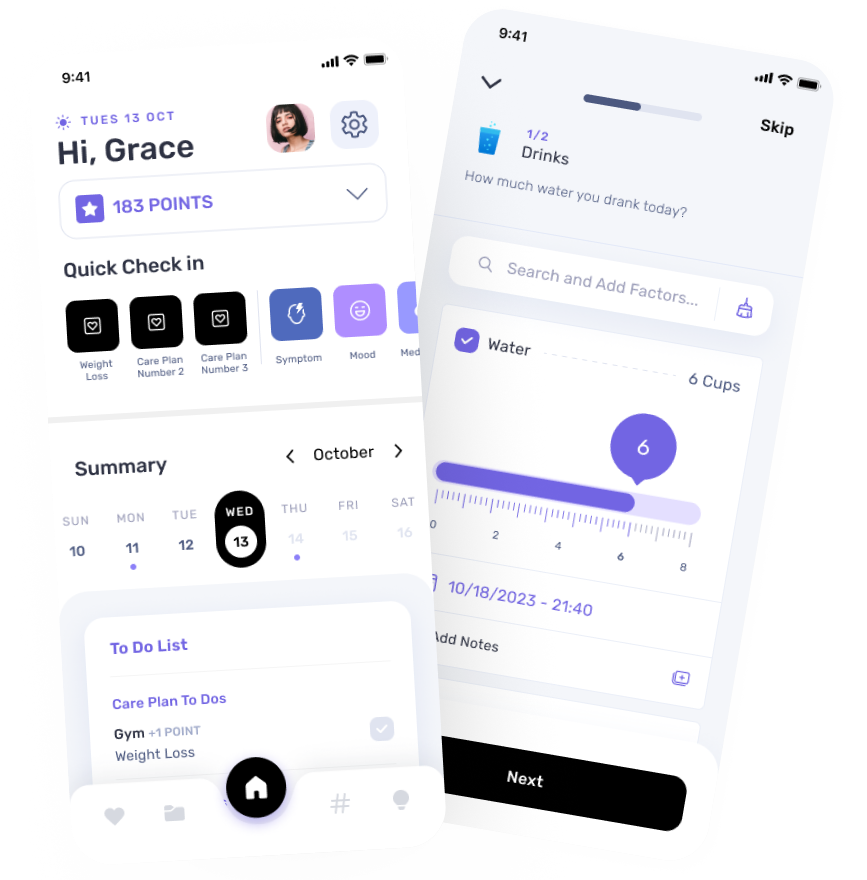 9:41
TUES 13 OCT
Hi, Grace
183 POINTS
Quick Check in
Weight Loss
Care Plan Number 2
Care Plan Number 3
Symptom
Mood
Summary
October
SUN MON TUE WED THU FRI SAT
10 11 12 13 14 15 16
To Do List
Care Plan To Dos
Gym +1 POINT
Weight Loss
9:41
Skip
1/2
Drinks
How much water you drank today?
Search and Add Factors...
Water
6 Cups
6
0 2 4 6 8
10/18/2023 - 21:40
Add Notes
Next